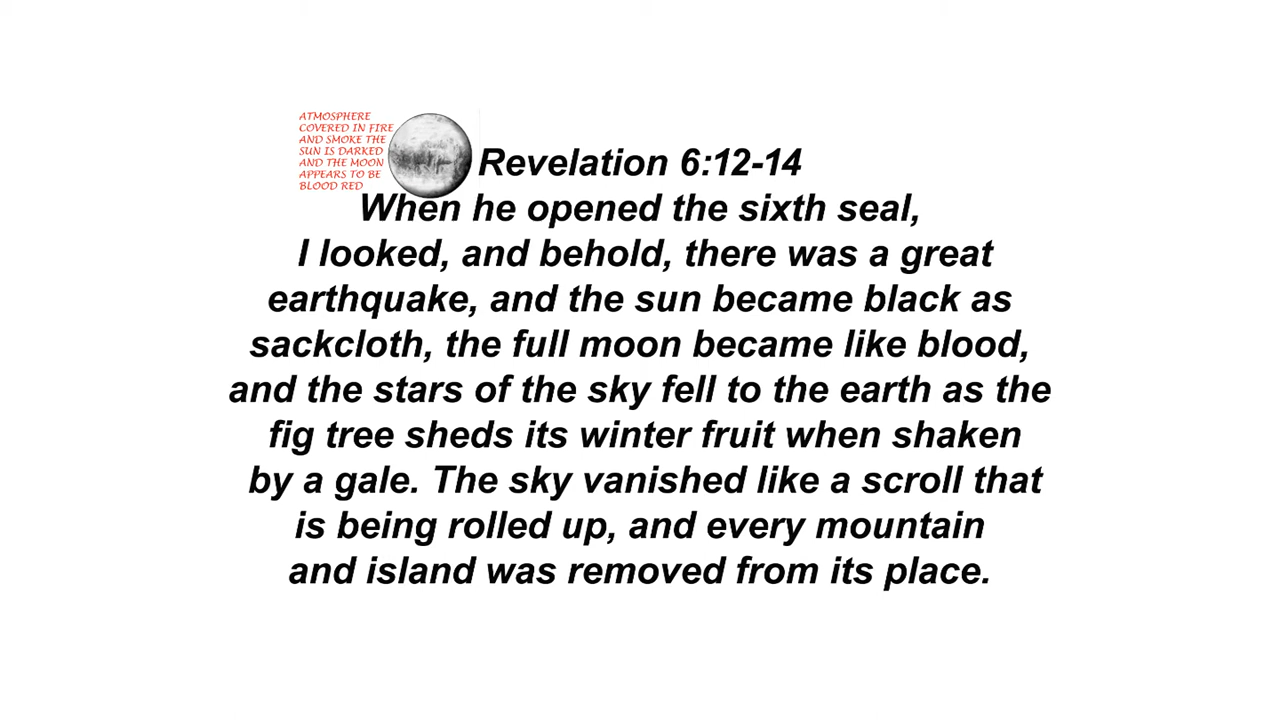 ATMOSPHERE
COVERED IN FIRE
AND SMOKE THE
SUN IS DARKED
AND THE MOON
APPEARS TO BE
BLOOD RED
Revelation 6:12-14
When he opened the sixth seal,
I looked, and behold, there was a great
earthquake, and the sun became black as
sackcloth, the full moon became like blood,
and the stars of the sky fell to the earth as the
fig tree sheds its winter fruit when shaken
by a gale. The sky vanished like a scroll that
is being rolled up, and every mountain
and island was removed from its place.